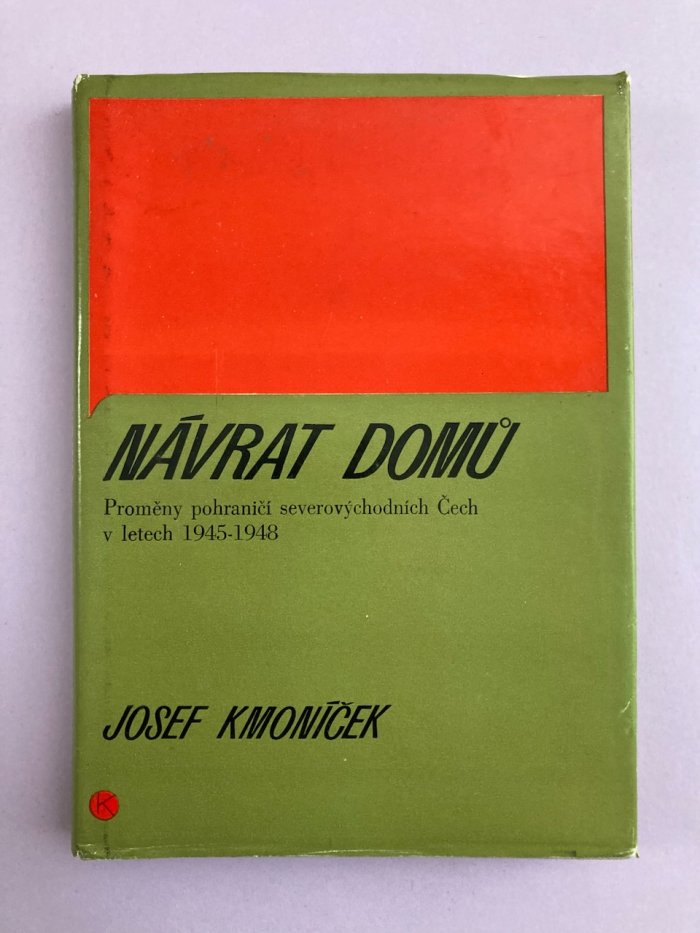 NÁVRAT DOMŮ
Proměny pohraničí severovýchodních Čech
v letech 1945-1948
JOSEF KMONÍČEK
K